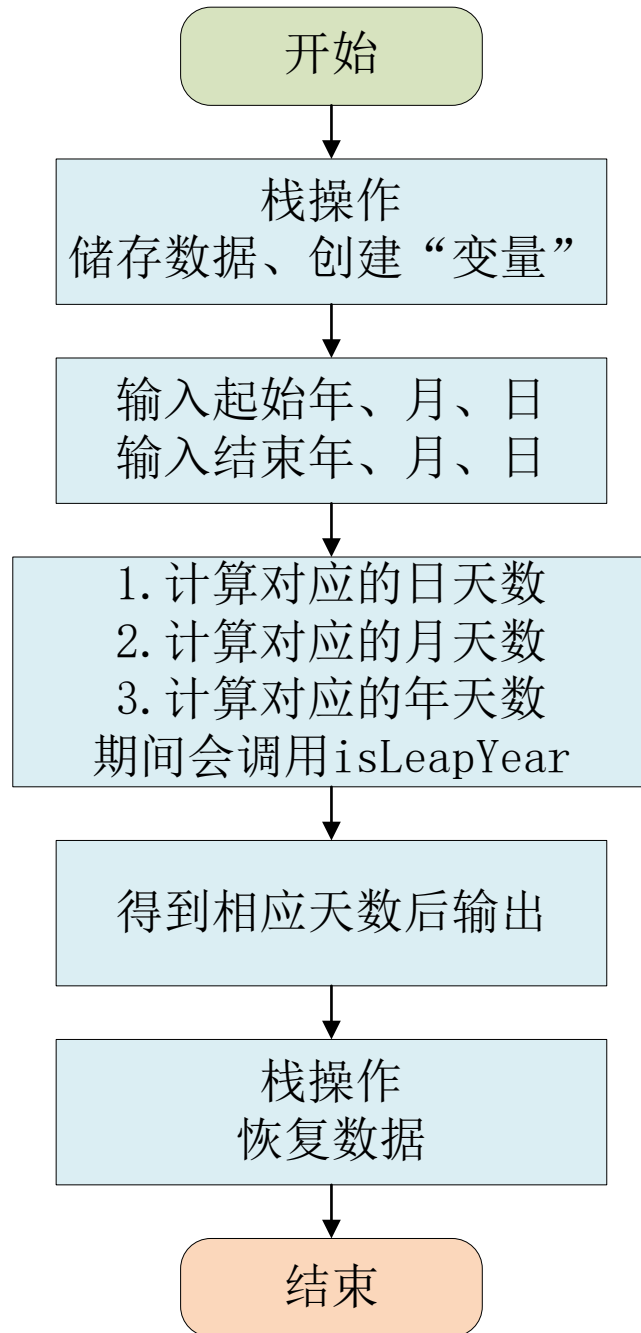 开始
栈操作
储存数据、创建“变量”
输入起始年、月、日
输入结束年、月、日
1.计算对应的日天数
2.计算对应的月天数
3.计算对应的年天数
期间会调用isLeapYear
得到相应天数后输出
栈操作
恢复数据
结束